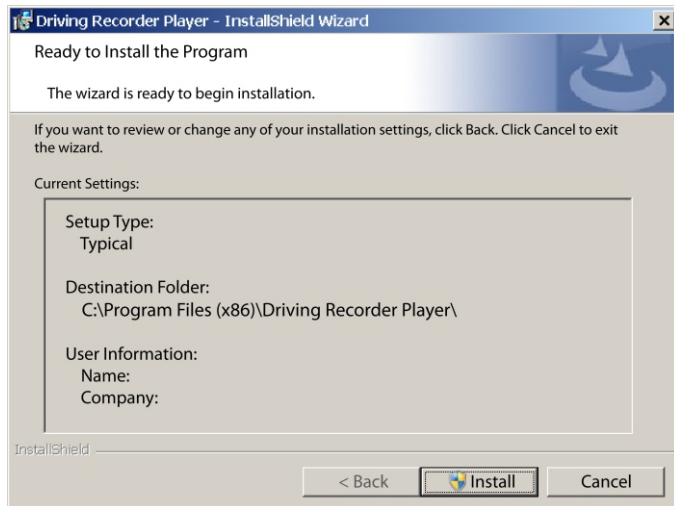 Driving Recorder Player - InstallShield Wizard
Ready to Install the Program
The wizard is ready to begin installation.
If you want to review or change any of your installation settings, click Back. Click Cancel to exit
the wizard.
Current Settings:
Setup Type:
Typical
Destination Folder:
C:\Program Files (x86)\Driving Recorder Player\
User Information:
Name:
Company:
InstallShield
< Back Install Cancel